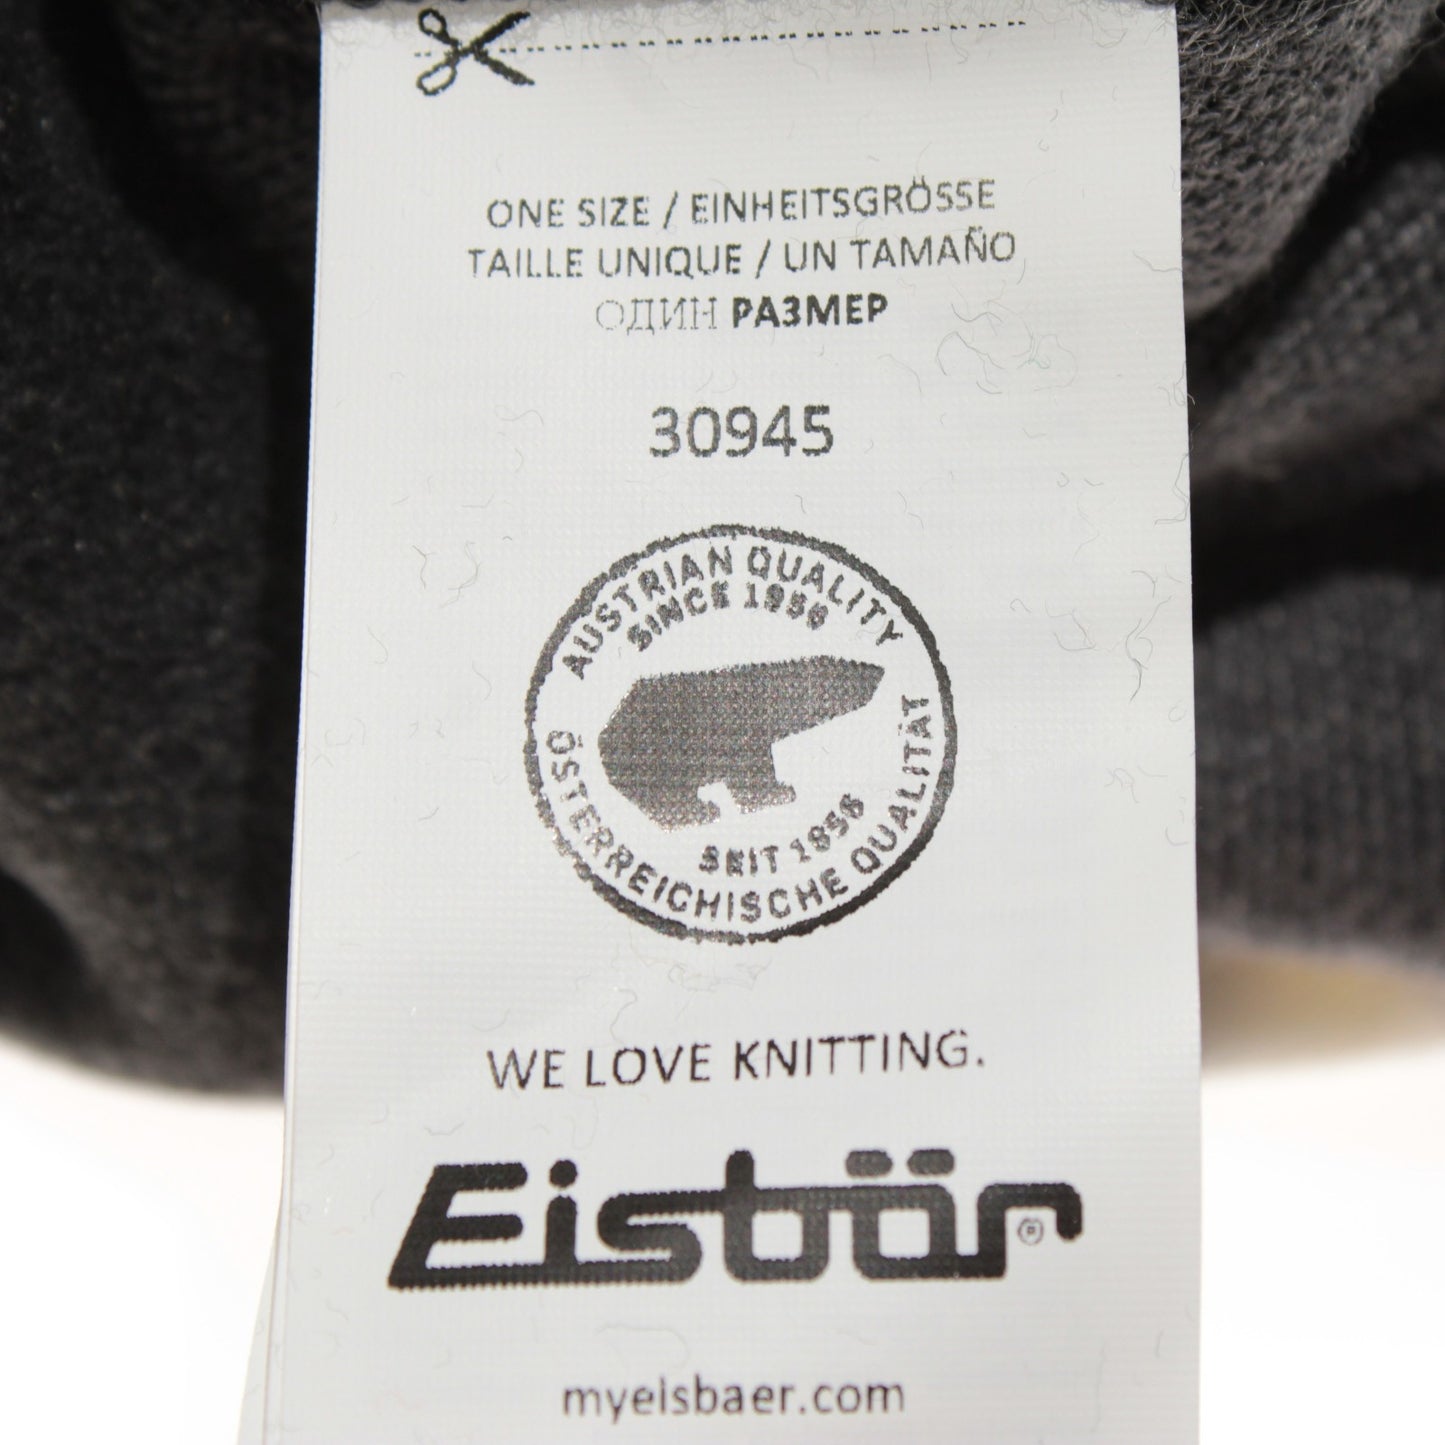 ONE SIZE / EINHEITSGRÖSSE
TAILLE UNIQUE / UN TAMAÑO
ОДИН РАЗМЕР
30945
AUSTRIAN QUALITY
SINCE 1956
SEIT 1956
ÖSTERREICHISCHE QUALITÄT
WE LOVE KNITTING.
Eisbär®
myeisbaer.com